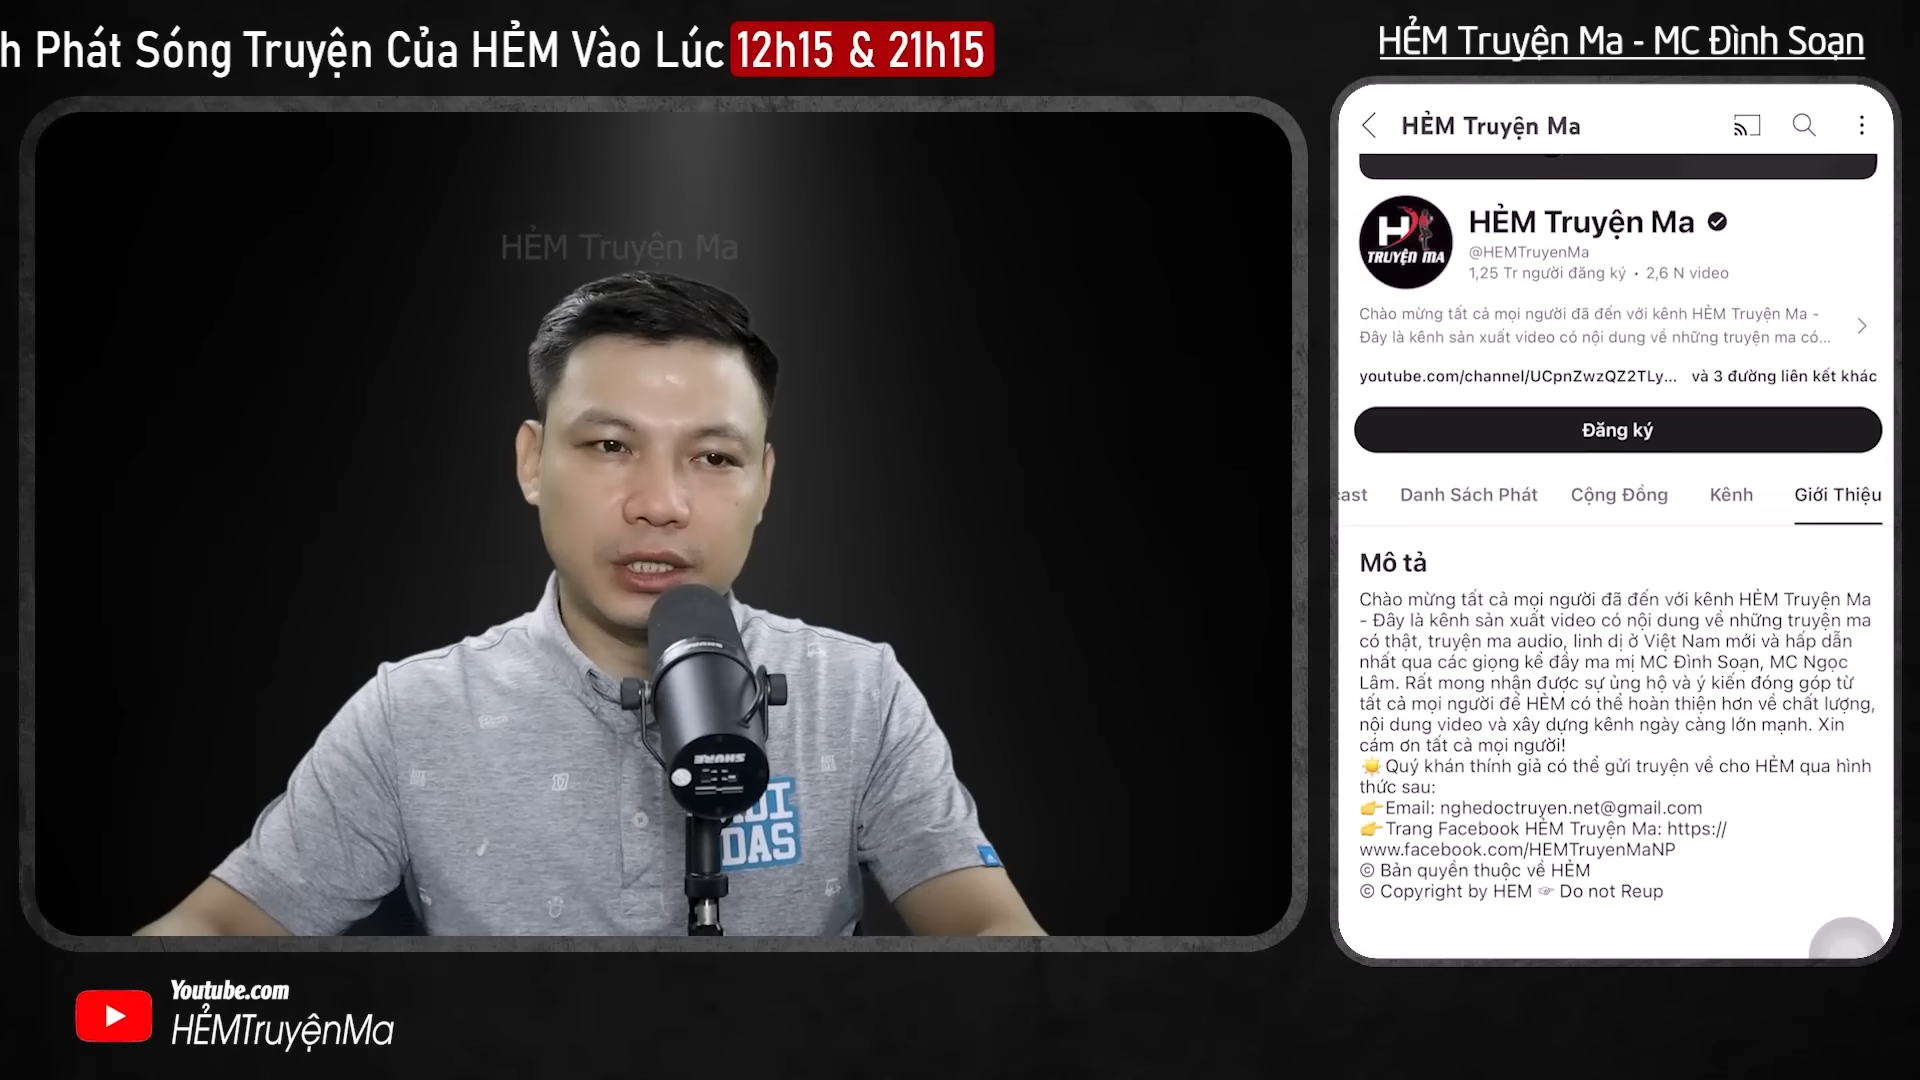 h Phát Sóng Truyện Của HẺM Vào Lúc 12h15 & 21h15
HẺM Truyện Ma - MC Đình Soạn
HẺM Truyện Ma
HẺM Truyện Ma
H
TRUYỆN MA
HẺM Truyện Ma
@HEMTruyenMa
1,25 Tr người đăng ký • 2,6 N video
Chào mừng tất cả mọi người đã đến với kênh HẺM Truyện Ma -
Đây là kênh sản xuất video có nội dung về những truyện ma có...
youtube.com/channel/UCpnZwzQZ2TLy... và 3 đường liên kết khác
Đăng ký
cast Danh Sách Phát Cộng Đồng Kênh Giới Thiệu
Mô tả
Chào mừng tất cả mọi người đã đến với kênh HẺM Truyện Ma
- Đây là kênh sản xuất video có nội dung về những truyện ma
có thật, truyện ma audio, linh dị ở Việt Nam mới và hấp dẫn
nhất qua các giọng kể đầy ma mị MC Đình Soạn, MC Ngọc
Lâm. Rất mong nhận được sự ủng hộ và ý kiến đóng góp từ
tất cả mọi người để HẺM có thể hoàn thiện hơn về chất lượng,
nội dung video và xây dựng kênh ngày càng lớn mạnh. Xin
cám ơn tất cả mọi người!
☀️Quý khán thính giả có thể gửi truyện về cho HẺM qua hình
thức sau:
👉Email: nghedoctruyen.net@gmail.com
👉Trang Facebook HẺM Truyện Ma: https://
www.facebook.com/HEMTruyenMaNP
© Bản quyền thuộc về HẺM
© Copyright by HEM ☞ Do not Reup
SHURE
ADI
DAS
17
Youtube.com
HẺMTruyệnMa